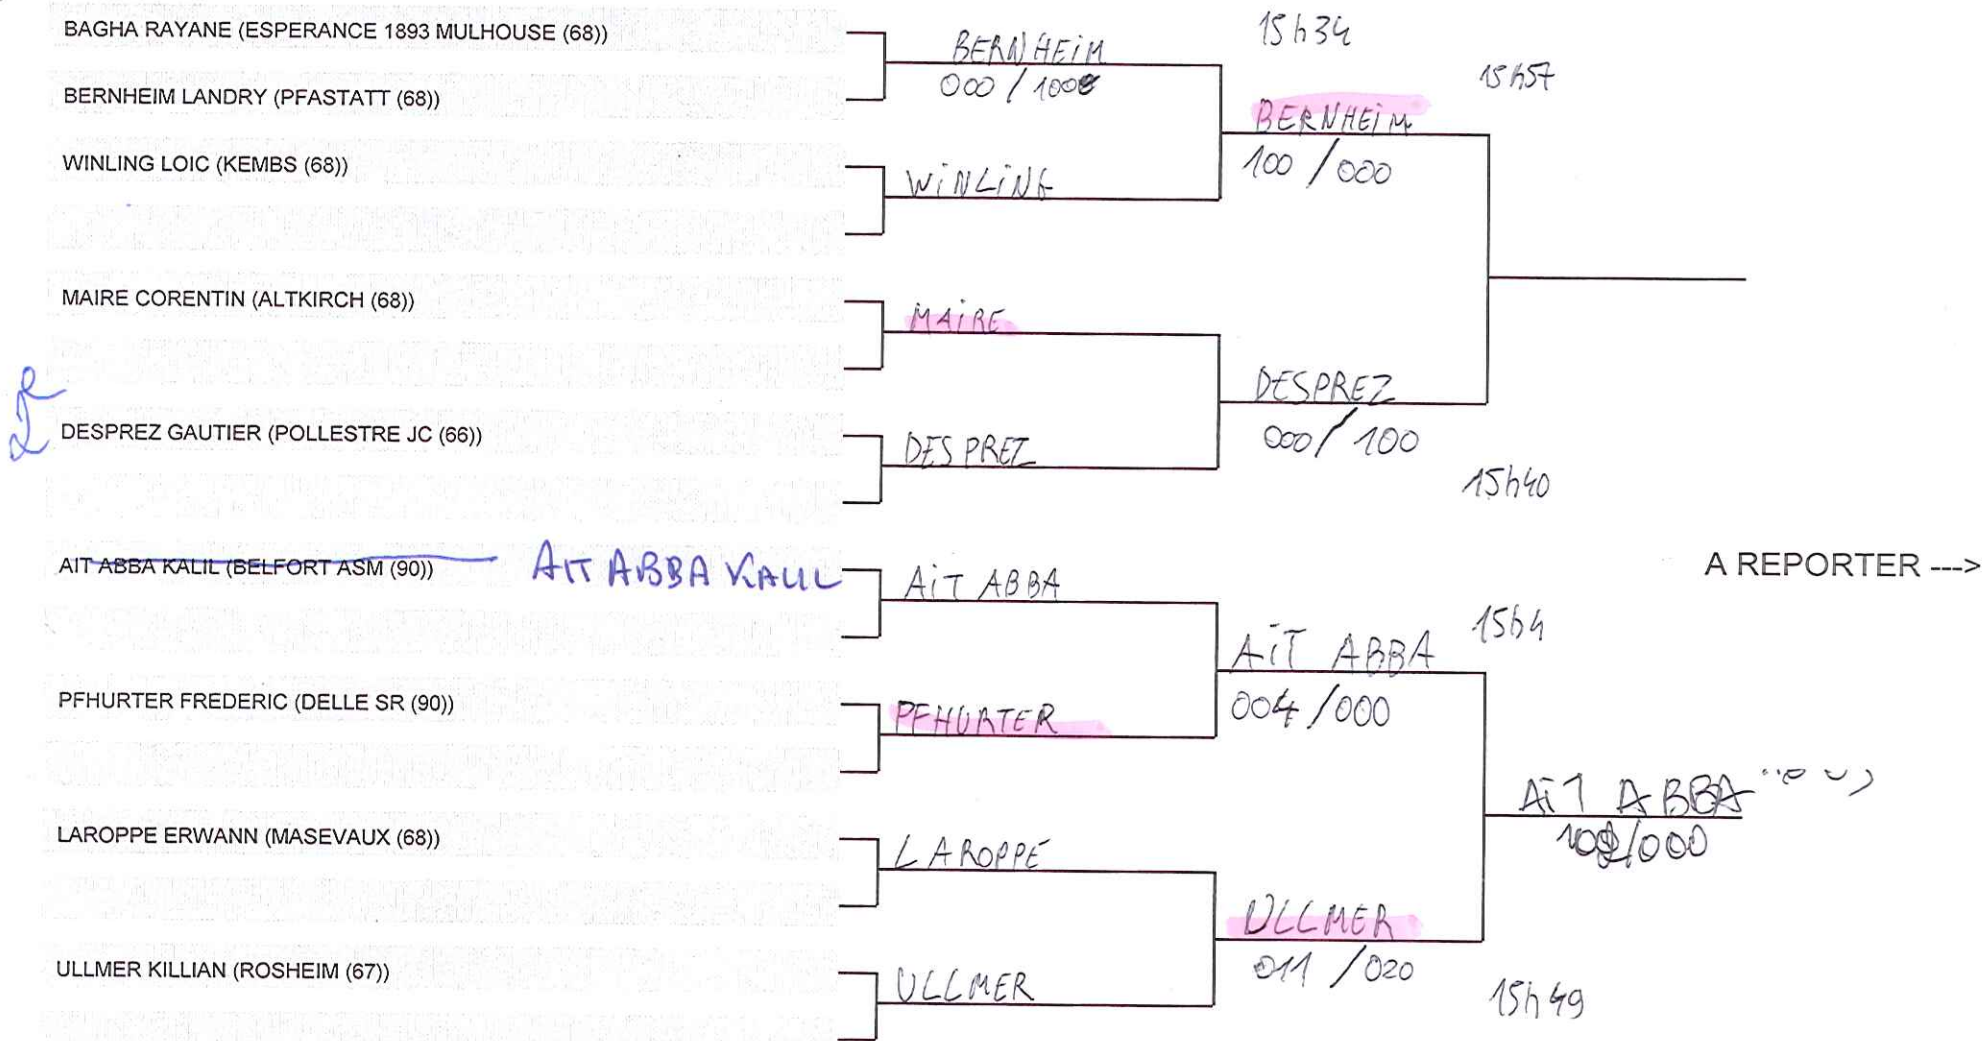 BAGHA RAYANE (ESPERANCE 1893 MULHOUSE (68))
BERNHEIM
000 / 100
15h34
BERNHEIM LANDRY (PFASTATT (68))
15h57
BERNHEIM
100 / 000
WINLING LOIC (KEMBS (68))
WiNLiNG
MAIRE CORENTIN (ALTKIRCH (68))
MAiRE
2e
DESPREZ GAUTIER (POLLESTRE JC (66))
DESPREZ
DESPREZ
000 / 100
15h40
AIT ABBA KALIL (BELFORT ASM (90))
AIT ABBA KALIL
AiT ABBA
A REPORTER --->
AiT ABBA
004 / 000
15h4
PFHURTER FREDERIC (DELLE SR (90))
PFHURTER
AiT ABBA
/000
LAROPPE ERWANN (MASEVAUX (68))
LAROPPE
ULLMER
011 / 020
ULLMER KILLIAN (ROSHEIM (67))
ULLMER
15h49